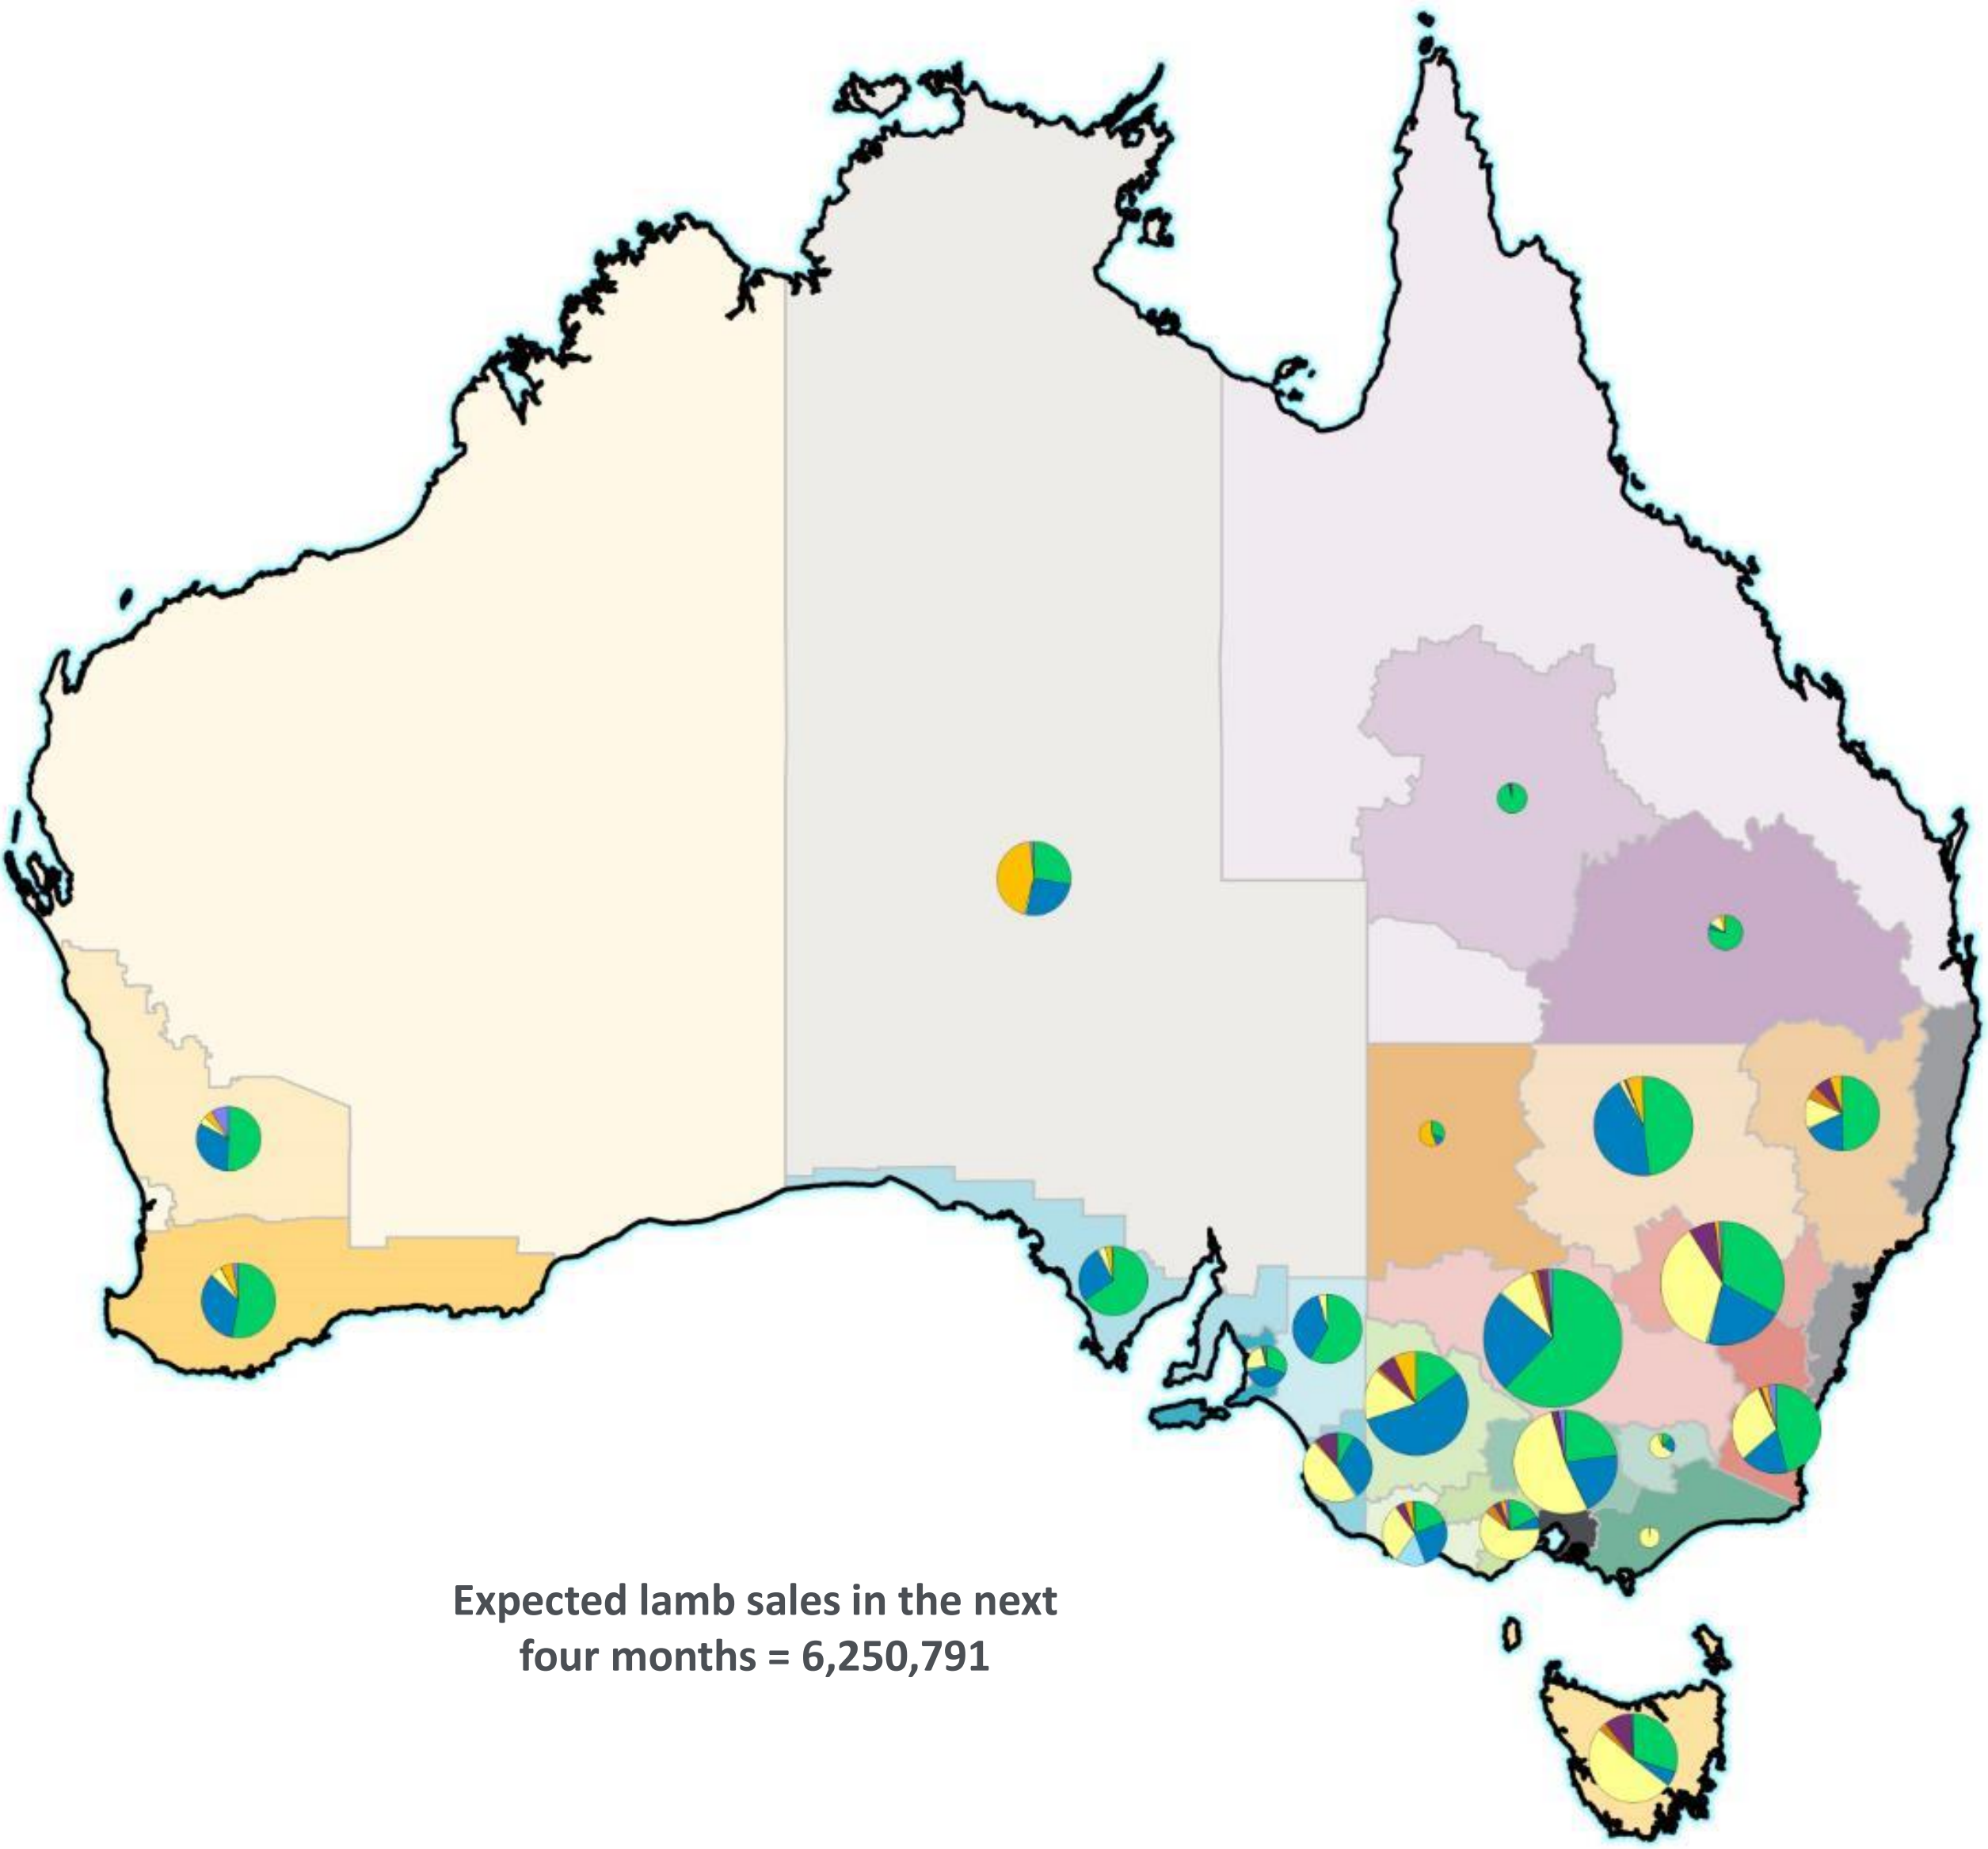 Expected lamb sales in the next
four months = 6,250,791